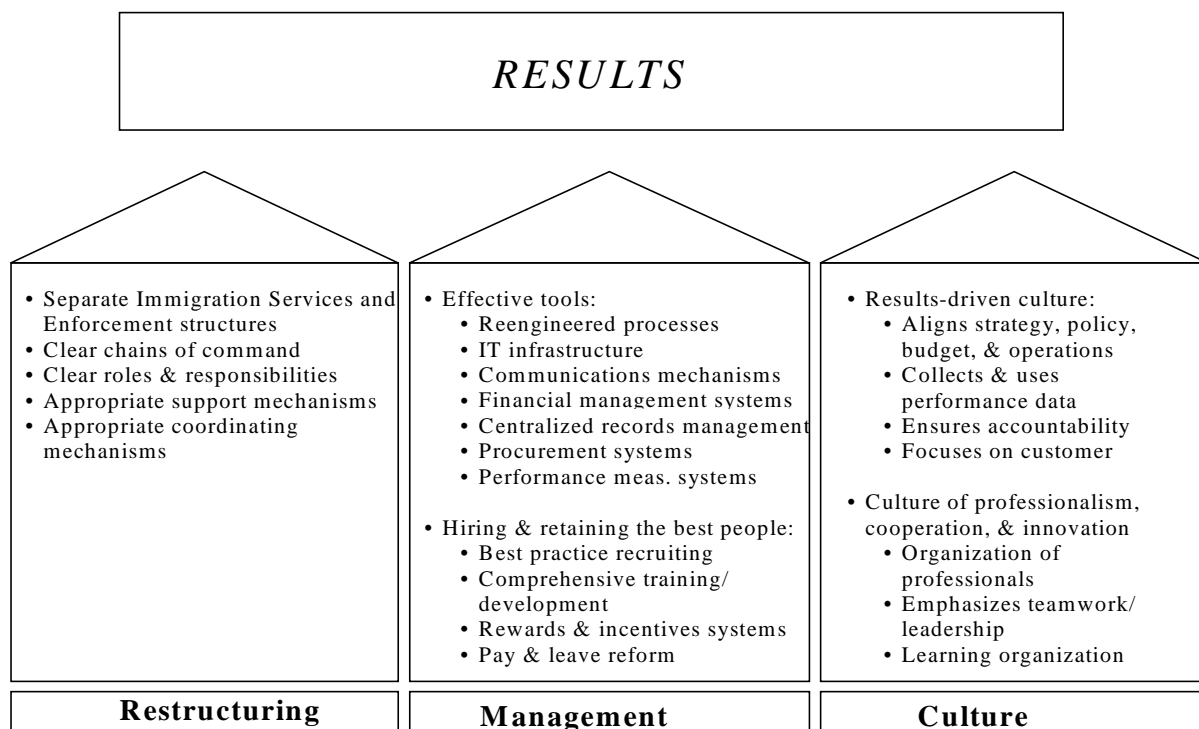 RESULTS
• Separate Immigration Services and
Enforcement structures
• Clear chains of command
• Clear roles & responsibilities
• Appropriate support mechanisms
• Appropriate coordinating
mechanisms
• Effective tools:
• Reengineered processes
• IT infrastructure
• Communications mechanisms
• Financial management systems
• Centralized records management
• Procurement systems
• Performance meas. systems
• Hiring & retaining the best people:
• Best practice recruiting
• Comprehensive training/
development
• Rewards & incentives systems
• Pay & leave reform
• Results-driven culture:
• Aligns strategy, policy,
budget, & operations
• Collects & uses
performance data
• Ensures accountability
• Focuses on customer
• Culture of professionalism,
cooperation, & innovation
• Organization of
professionals
• Emphasizes teamwork/
leadership
• Learning organization
Restructuring
Management
Culture